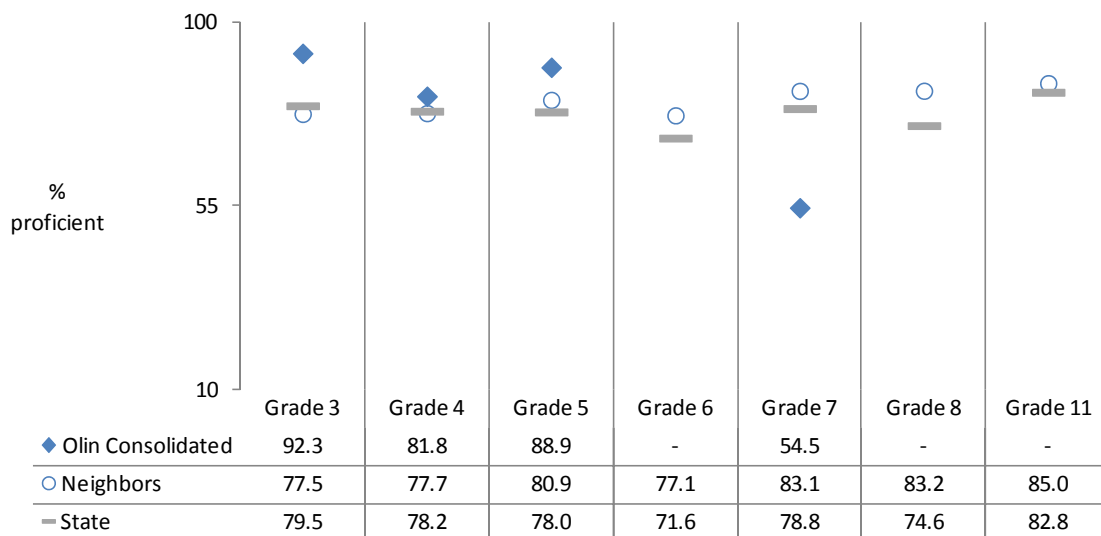 100
%
proficient
55
10
Grade 3 Grade 4 Grade 5 Grade 6 Grade 7 Grade 8 Grade 11
Olin Consolidated 92.3 81.8 88.9 - 54.5 - -
Neighbors 77.5 77.7 80.9 77.1 83.1 83.2 85.0
State 79.5 78.2 78.0 71.6 78.8 74.6 82.8